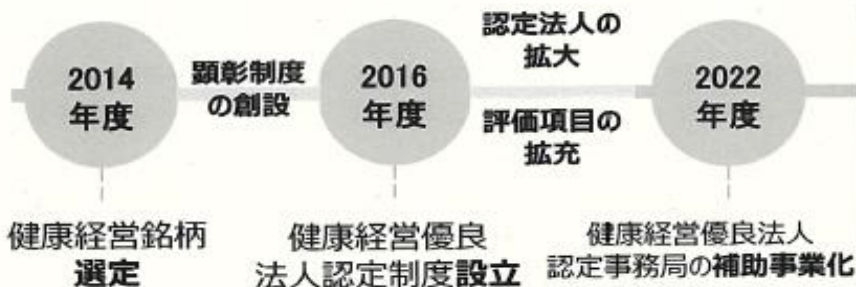 2014
年度
顕彰制度
の創設
2016
年度
認定法人の
拡大
評価項目の
拡充
2022
年度
健康経営銘柄
選定
健康経営優良
法人認定制度設立
健康経営優良法人
認定事務局の補助事業化